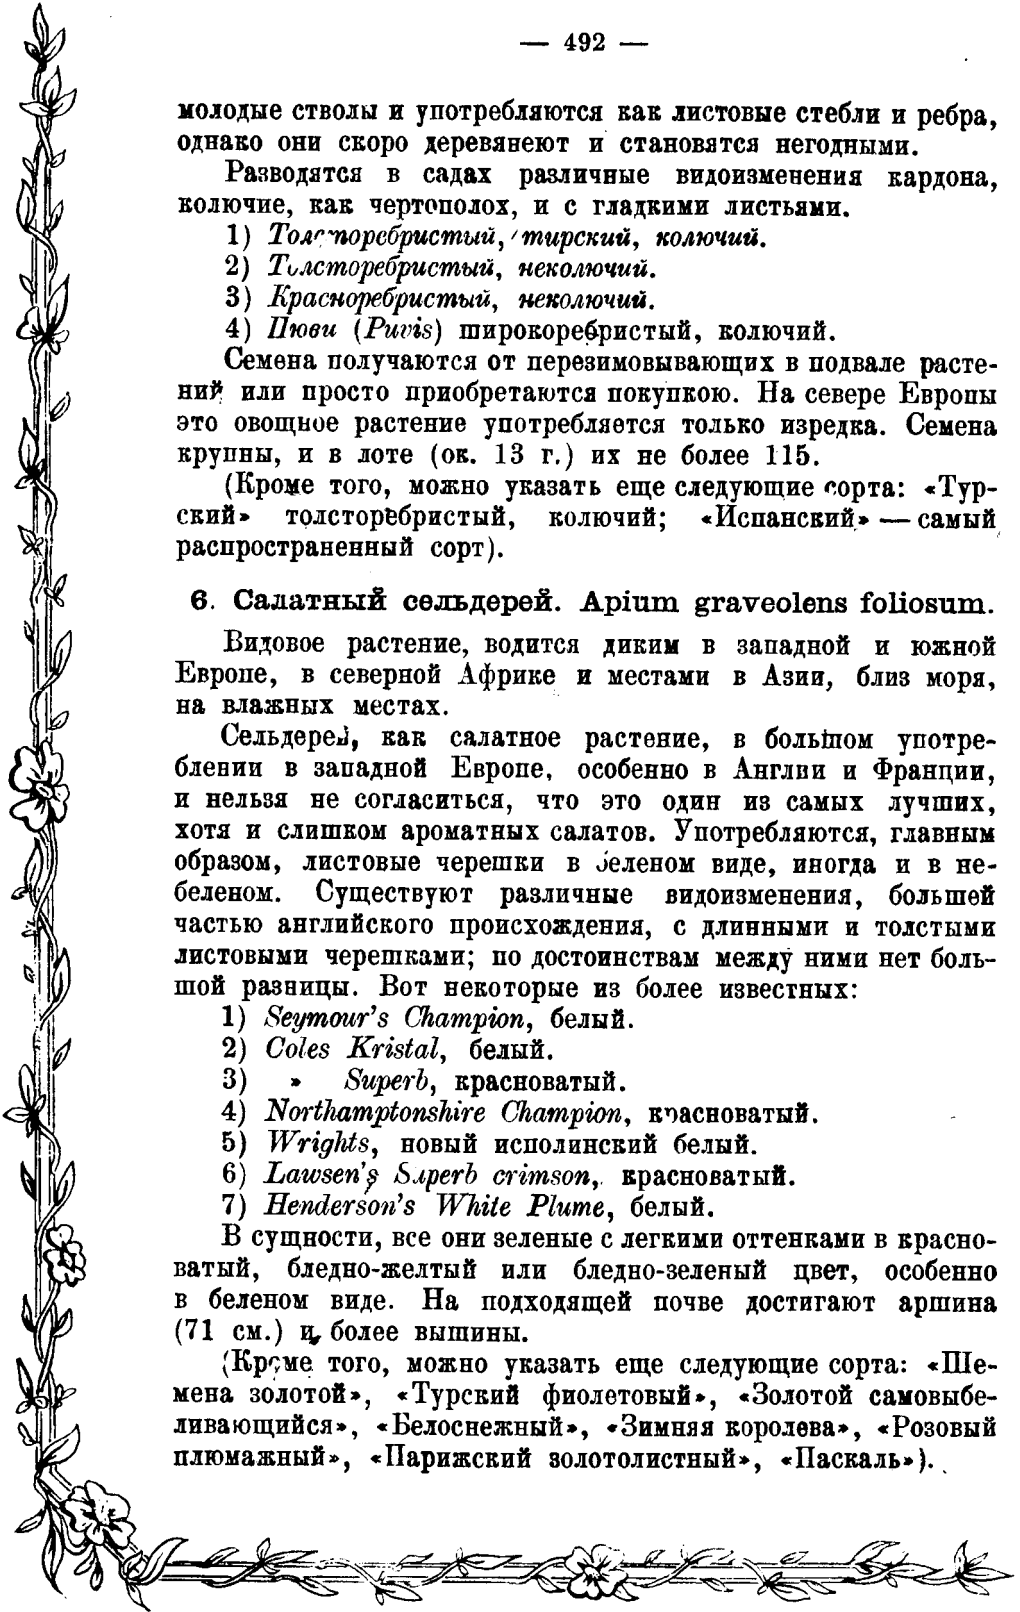 — 492 —
молодые стволы и употребляются как листовые стебли и ребра,
однако они скоро деревянеют и становятся негодными.
Разводятся в садах различные видоизменения кардона,
колючие, как чертополох, и с гладкими листьями.
1) Толсторебристый, тирский, колючий.
2) Толсторебристый, неколючий.
3) Красноребристый, неколючий.
4) Пюви (Puvis) широкоребристый, колючий.
Семена получаются от перезимовывающих в подвале расте-
ний или просто приобретаются покупкою. На севере Европы
это овощное растение употребляется только изредка. Семена
крупны, и в лоте (ок. 13 г.) их не более 115.
(Кроме того, можно указать еще следующие сорта: «Тур-
ский» толсторебристый, колючий; «Испанский» — самый
распространенный сорт).
6. Салатный сельдерей. Apium graveolens foliosum.
Видовое растение, водится диким в западной и южной
Европе, в северной Африке и местами в Азии, близ моря,
на влажных местах.
Сельдерей, как салатное растение, в большом употре-
блении в западной Европе, особенно в Англии и Франции,
и нельзя не согласиться, что это один из самых лучших,
хотя и слишком ароматных салатов. Употребляются, главным
образом, листовые черешки в беленом виде, иногда и в не-
беленом. Существуют различные видоизменения, большей
частью английского происхождения, с длинными и толстыми
листовыми черешками; по достоинствам между ними нет боль-
шой разницы. Вот некоторые из более известных:
1) Seymour's Champion, белый.
2) Coles Kristal, белый.
3) » Superb, красноватый.
4) Northamptonshire Champion, красноватый.
5) Wrights, новый исполинский белый.
6) Lawsen's Superb crimson, красноватый.
7) Henderson's White Plume, белый.
В сущности, все они зеленые с легкими оттенками в красно-
ватый, бледно-желтый или бледно-зеленый цвет, особенно
в беленом виде. На подходящей почве достигают аршина
(71 см.) и более вышины.
(Кроме того, можно указать еще следующие сорта: «Ше-
мена золотой», «Турский фиолетовый», «Золотой самовыбе-
ливающийся», «Белоснежный», «Зимняя королева», «Розовый
плюмажный», «Парижский золотолистный», «Паскаль»).